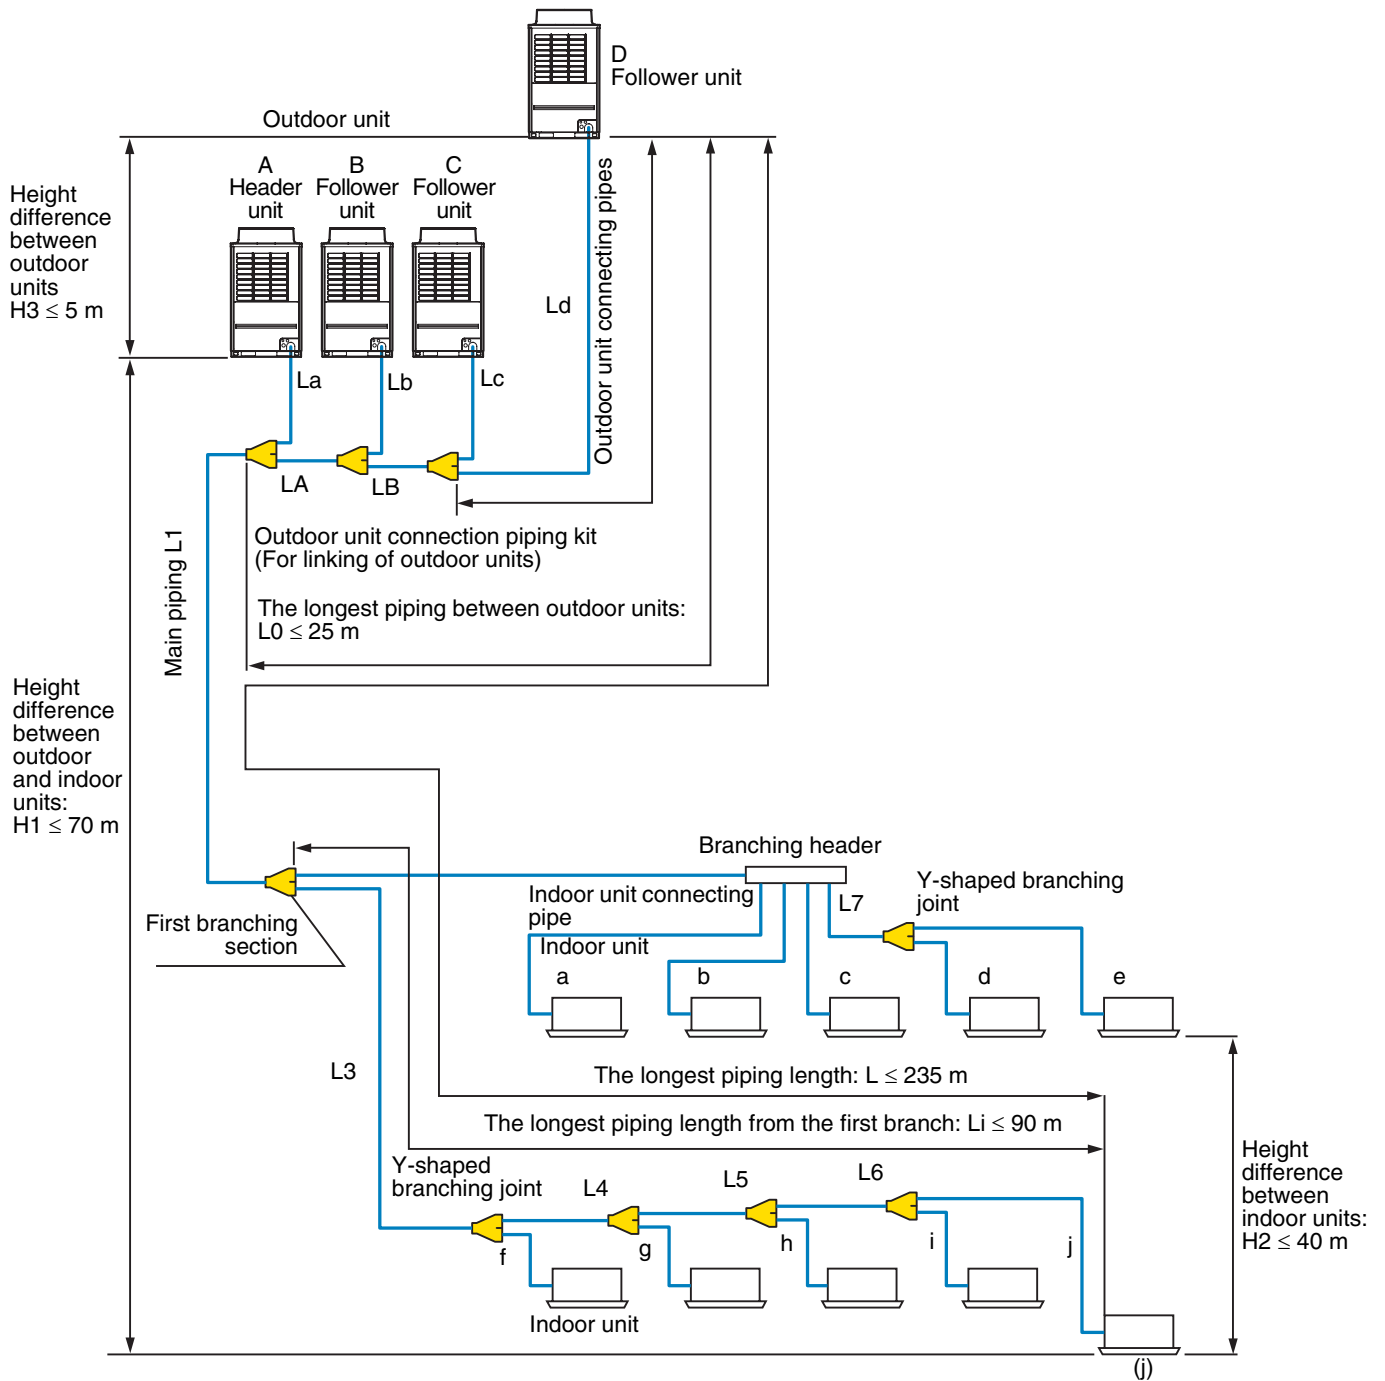 D
Follower unit
Outdoor unit
A
Header
unit
B
Follower
unit
C
Follower
unit
Height
difference
between
outdoor
units
H3 ≤ 5 m
Outdoor unit connecting pipes
Ld
La
Lb
Lc
LA
LB
Main piping L1
Outdoor unit connection piping kit
(For linking of outdoor units)
The longest piping between outdoor units:
L0 ≤ 25 m
Height
difference
between
outdoor
and indoor
units:
H1 ≤ 70 m
Branching header
Indoor unit connecting
pipe
Indoor unit
L7
Y-shaped branching
joint
First branching
section
a
b
c
d
e
L3
The longest piping length: L ≤ 235 m
The longest piping length from the first branch: Li ≤ 90 m
Y-shaped
branching joint
L4
L5
L6
f
g
h
i
j
Height
difference
between
indoor units:
H2 ≤ 40 m
Indoor unit
(j)